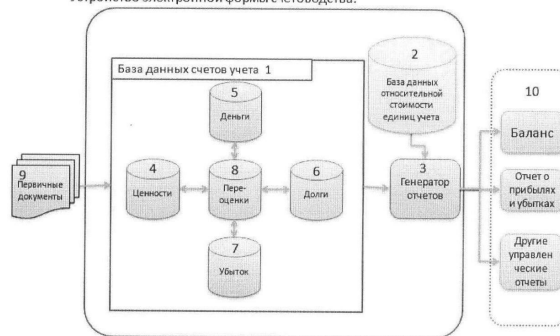 Устройство электронной формы счетоводства.
База данных счетов учета 1
2
База данных
относительной
стоимости
единиц учета
5
Деньги
4
Ценности
8
Пере-
оценки
6
Долги
7
Убыток
9
Первичные
документы
3
Генератор
отчетов
10
Баланс
Отчет о
прибылях
и убытках
Другие
управлен
ческие
отчеты